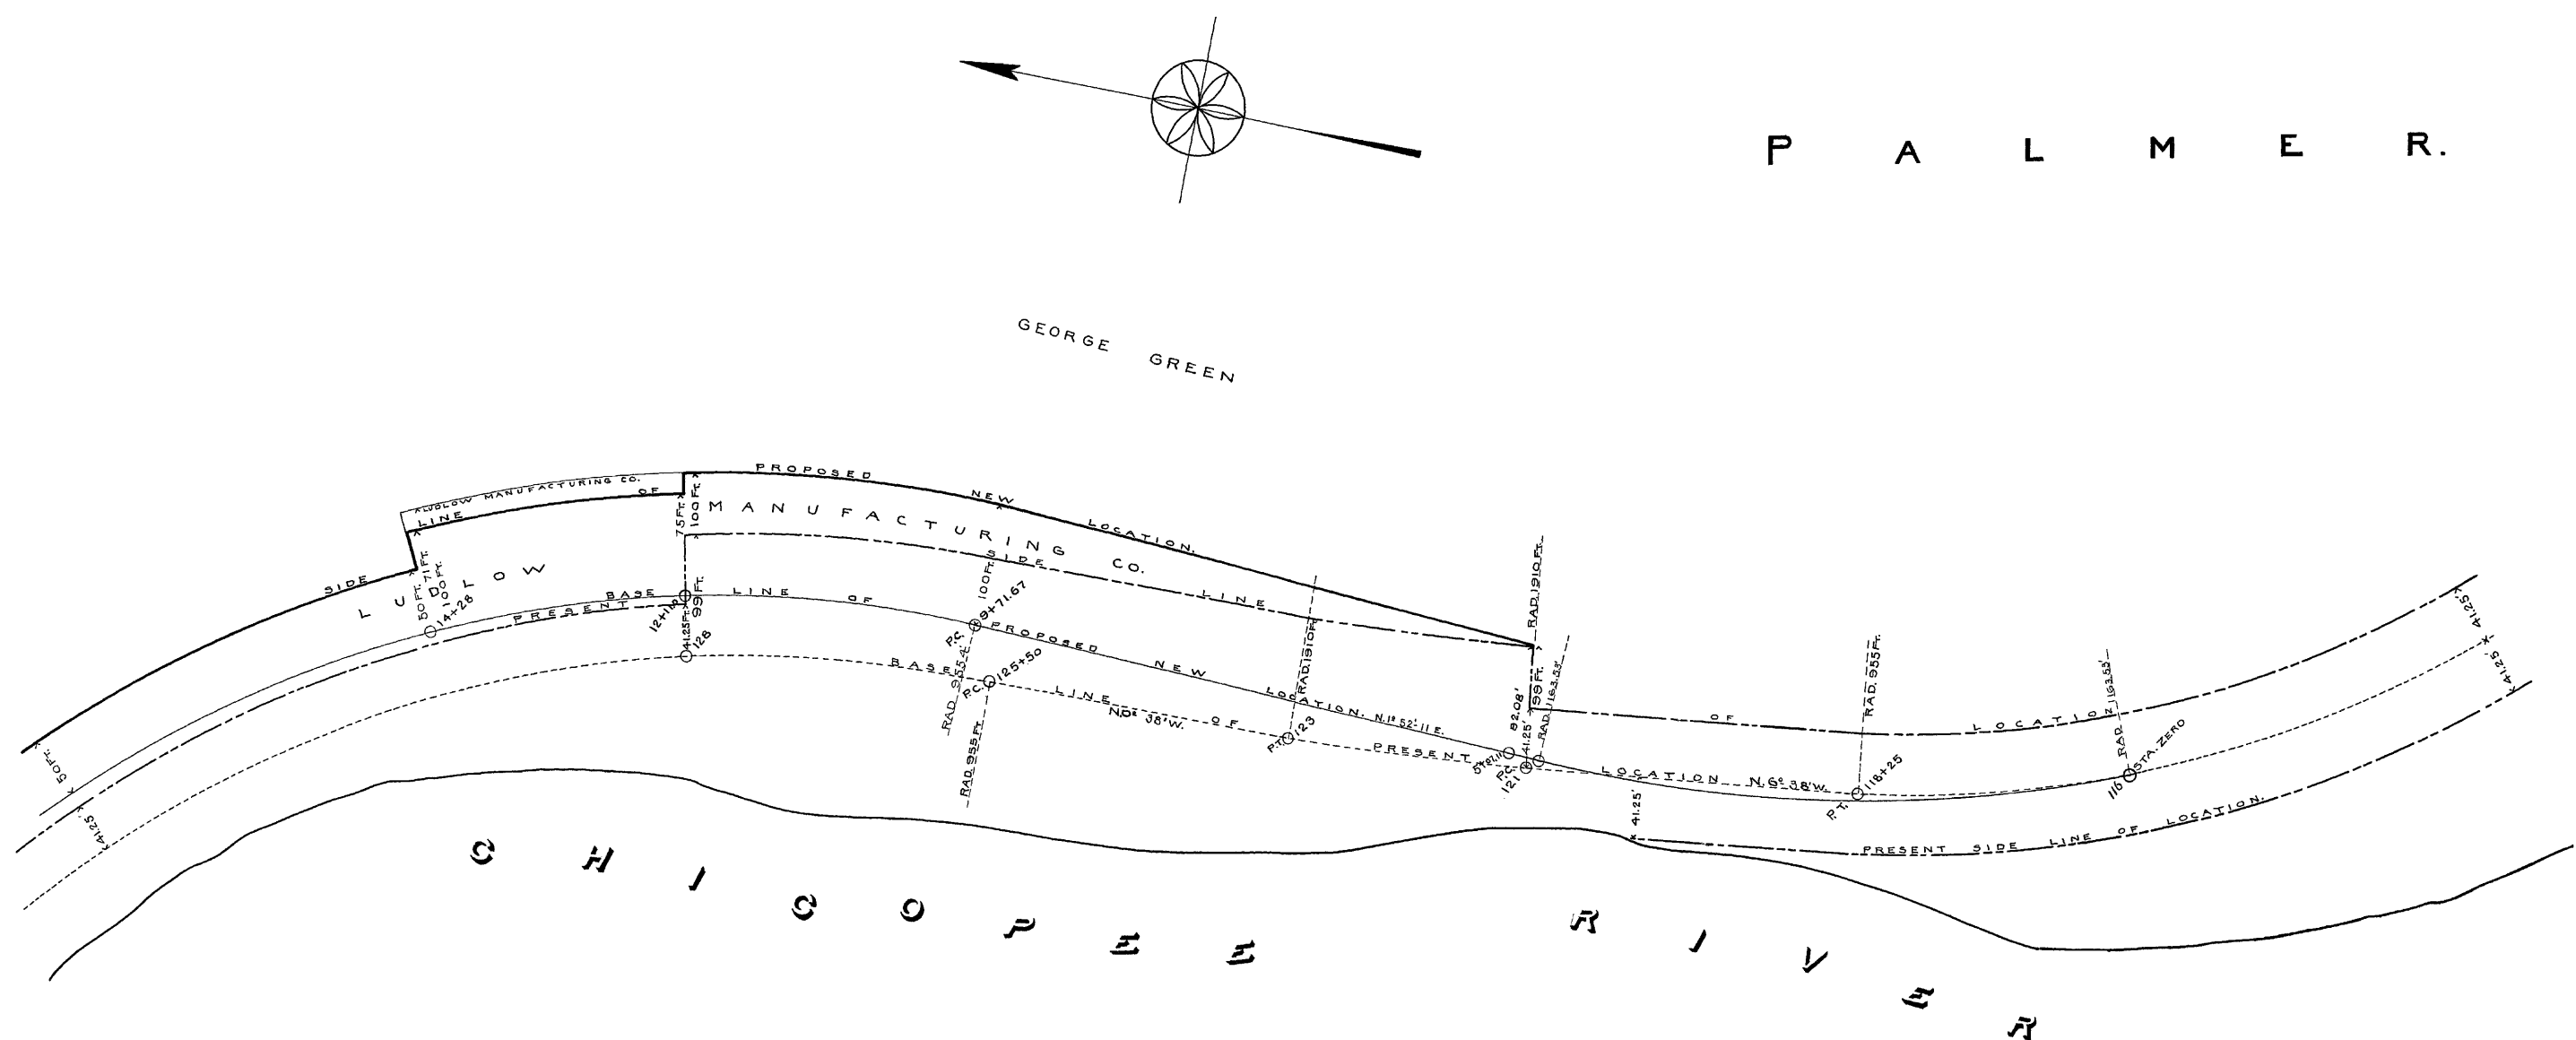 PALMER.
GEORGE GREEN
LUDLOW MANUFACTURING CO.
SIDE LINE OF PROPOSED NEW LOCATION.
LUDLOW MANUFACTURING CO.
50 FT. 71 FT.
100 FT.
14+28
75 FT.
100 FT.
99 FT.
12+16
41.25 FT.
128
PRESENT SIDE LINE OF LOCATION
BASE LINE OF PROPOSED NEW LOCATION. N.1° 52'-11 E.
100 FT.
P.C. 9+71.67
RAD. 955.4'
BASE LINE OF PRESENT LOCATION N.6° 38' W.
P.C. 125+50
RAD. 955 FT.
38' W.
RAD. 1910 FT.
P.T. 123
RAD. 1910 FT.
99 FT.
82.08'
41.25'
P.C.
121
RAD. 1163.53'
RAD. 955 FT.
P.T. 118+25
RAD. 1163.53'
116 STA. ZERO
41.25'
41.25'
41.25'
PRESENT SIDE LINE OF LOCATION.
50 FT.
41.25'
CHICOPEE RIVER